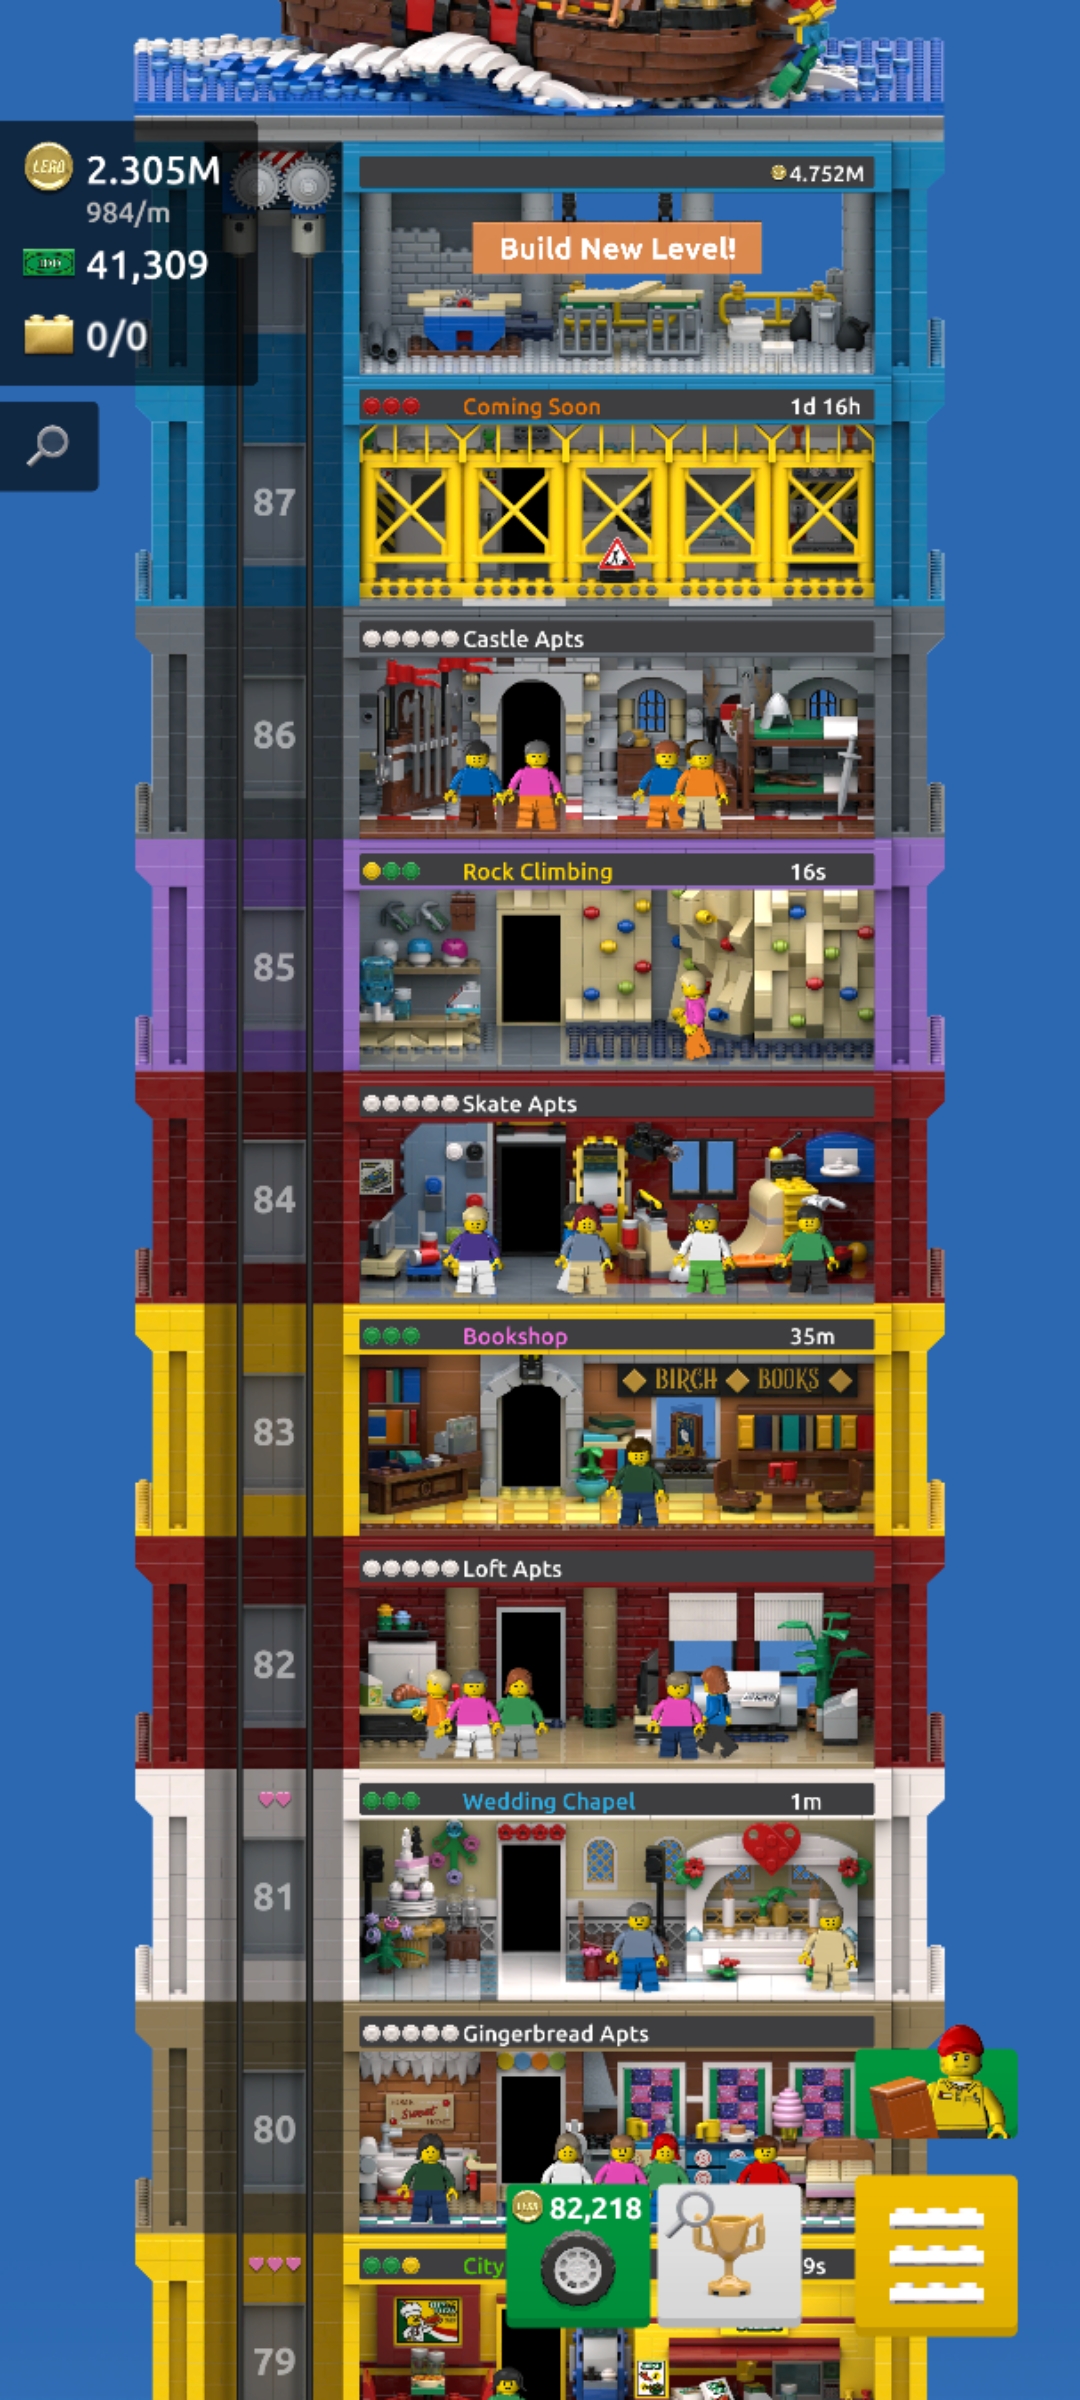 LEGO
2.305M
984/m
41,309
0/0
4.752M
Build New Level!
Coming Soon
1d 16h
87
Castle Apts
86
Rock Climbing
16s
85
Skate Apts
84
Bookshop
35m
BIRCH BOOKS
83
Loft Apts
82
Wedding Chapel
1m
81
Gingerbread Apts
Sweet
HOME
80
82,218
City
9s
79